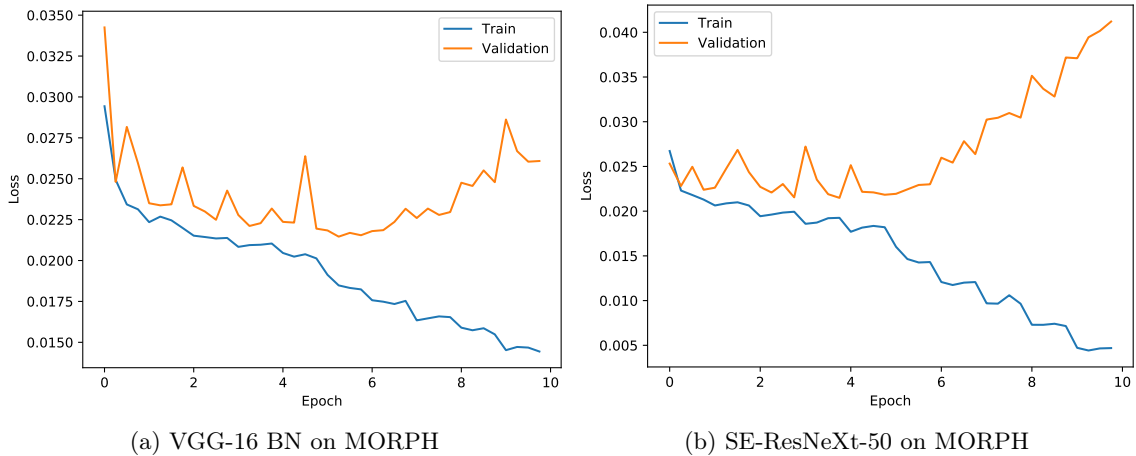 0.0350
0.0325
0.0300
0.0275
0.0250
0.0225
0.0200
0.0175
0.0150
Loss
Train
Validation
0 2 4 6 8 10
Epoch
(a) VGG-16 BN on MORPH
0.040
0.035
0.030
0.025
0.020
0.015
0.010
0.005
Loss
Train
Validation
0 2 4 6 8 10
Epoch
(b) SE-ResNeXt-50 on MORPH